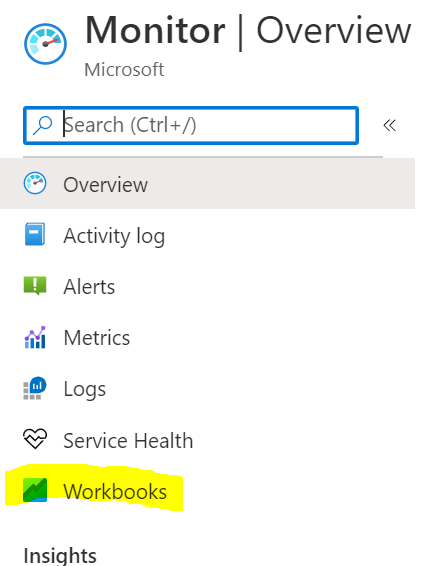 Monitor | Overview
Microsoft
Search (Ctrl+/)
Overview
Activity log
Alerts
Metrics
Logs
Service Health
Workbooks
Insights